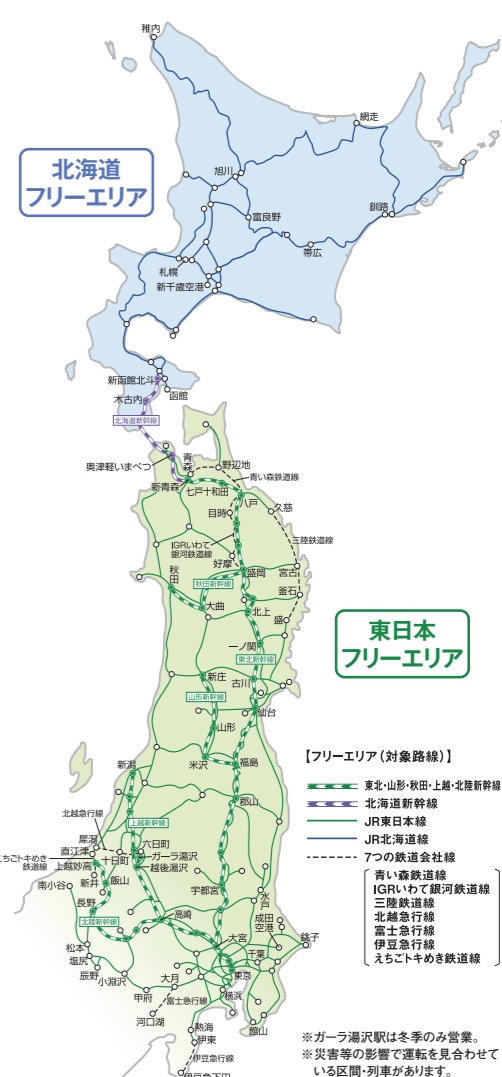 稚内
網走
北海道
フリーエリア
旭川
釧路
富良野
帯広
札幌
新千歳空港
新函館北斗
函館
木古内
北海道新幹線
奥津軽いまべつ
青森
野辺地
青い森鉄道線
新青森
七戸十和田
八戸
目時
久慈
三陸鉄道線
IGRいわて
銀河鉄道線
好摩
盛岡
宮古
秋田
秋田新幹線
釜石
大曲
北上
盛
一ノ関
東日本
フリーエリア
東北新幹線
新庄
古川
山形新幹線
仙台
山形
米沢
福島
新潟
郡山
【フリーエリア(対象路線)】
東北・山形・秋田・上越・北陸新幹線
北海道新幹線
JR東日本線
JR北海道線
7つの鉄道会社線
青い森鉄道線
IGRいわて銀河鉄道線
三陸鉄道線
北越急行線
富士急行線
伊豆急行線
えちごトキめき鉄道線
北越急行線
上越新幹線
犀潟
直江津
六日町
えちごトキめき
鉄道線
上越妙高
十日町
ガーラ湯沢
越後湯沢
南小谷
新井
飯山
宇都宮
水戸
長野
高崎
成田
空港
北陸新幹線
大宮
銚子
松本
千葉
塩尻
東京
辰野
小淵沢
大月
横浜
甲府
富士急行線
河口湖
熱海
館山
伊東
伊豆急行線
伊豆急下田
※ガーラ湯沢駅は冬季のみ営業。
※災害等の影響で運転を見合わせて
いる区間・列車があります。